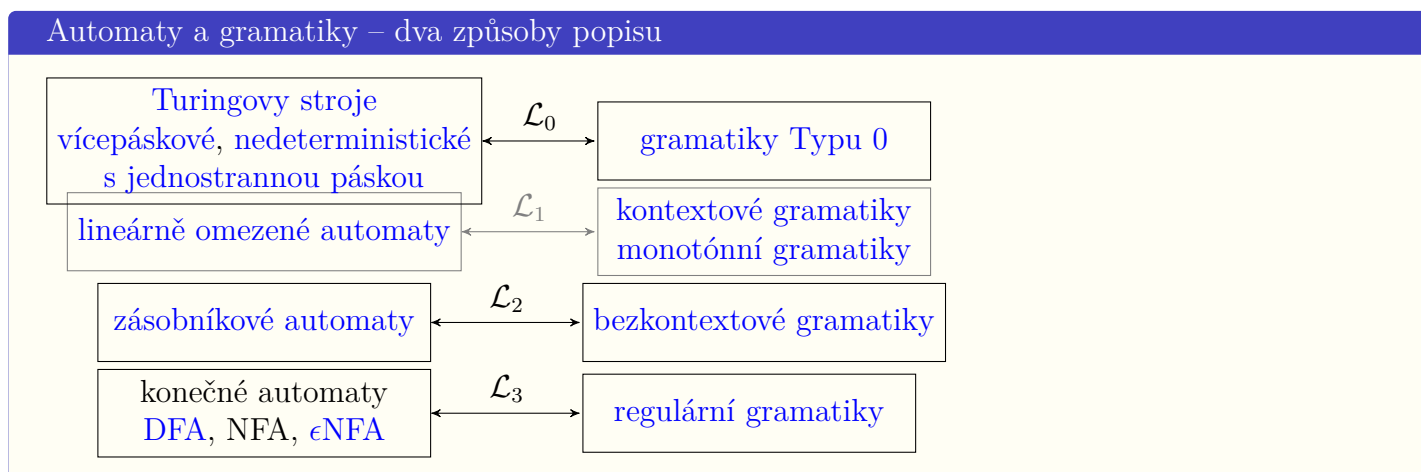 Automaty a gramatiky – dva způsoby popisu
Turingovy stroje
vícepáskové, nedeterministické
s jednostrannou páskou
ℒ₀
gramatiky Typu 0
lineárně omezené automaty
ℒ₁
kontextové gramatiky
monotónní gramatiky
zásobníkové automaty
ℒ₂
bezkontextové gramatiky
konečné automaty
DFA, NFA, ϵNFA
ℒ₃
regulární gramatiky